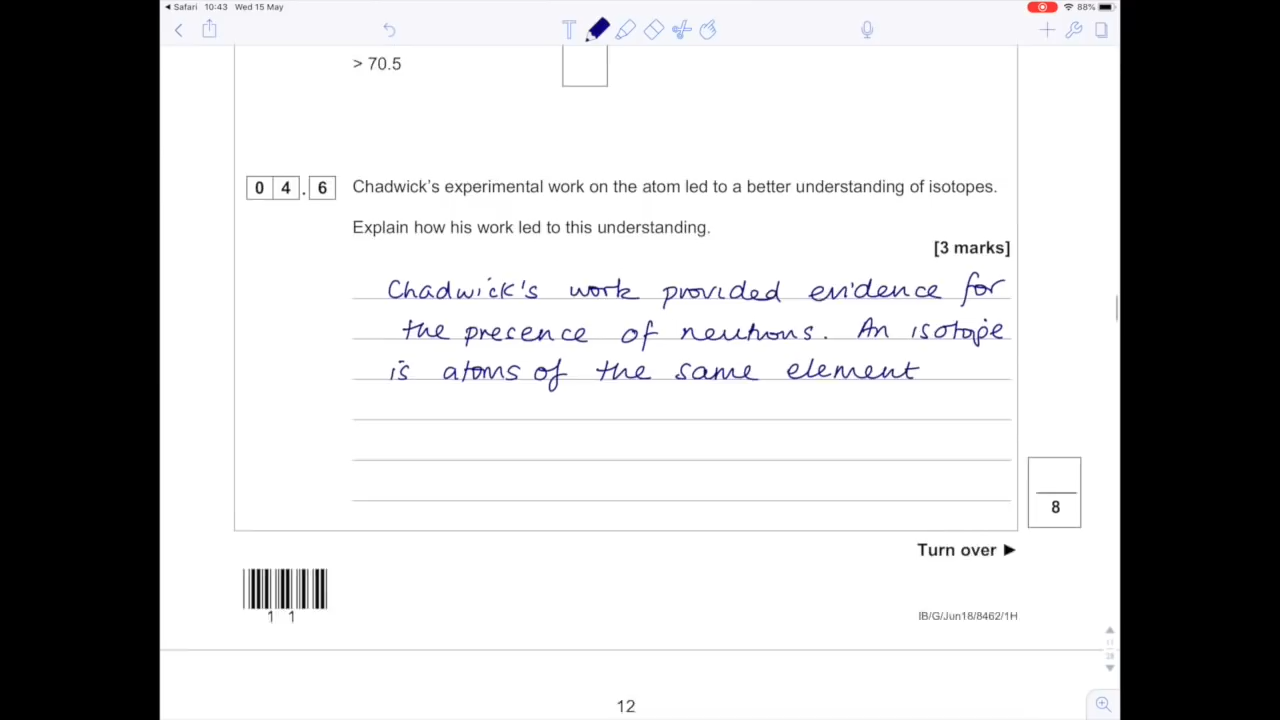 Safari 10:43 Wed 15 May 88%
> 70.5
0 4 . 6 Chadwick's experimental work on the atom led to a better understanding of isotopes.
Explain how his work led to this understanding.
[3 marks]
Chadwick's work provided evidence for
the presence of neutrons. An isotope
is atoms of the same element
8
Turn over ►
1 1
IB/G/Jun18/8462/1H
11
28
12